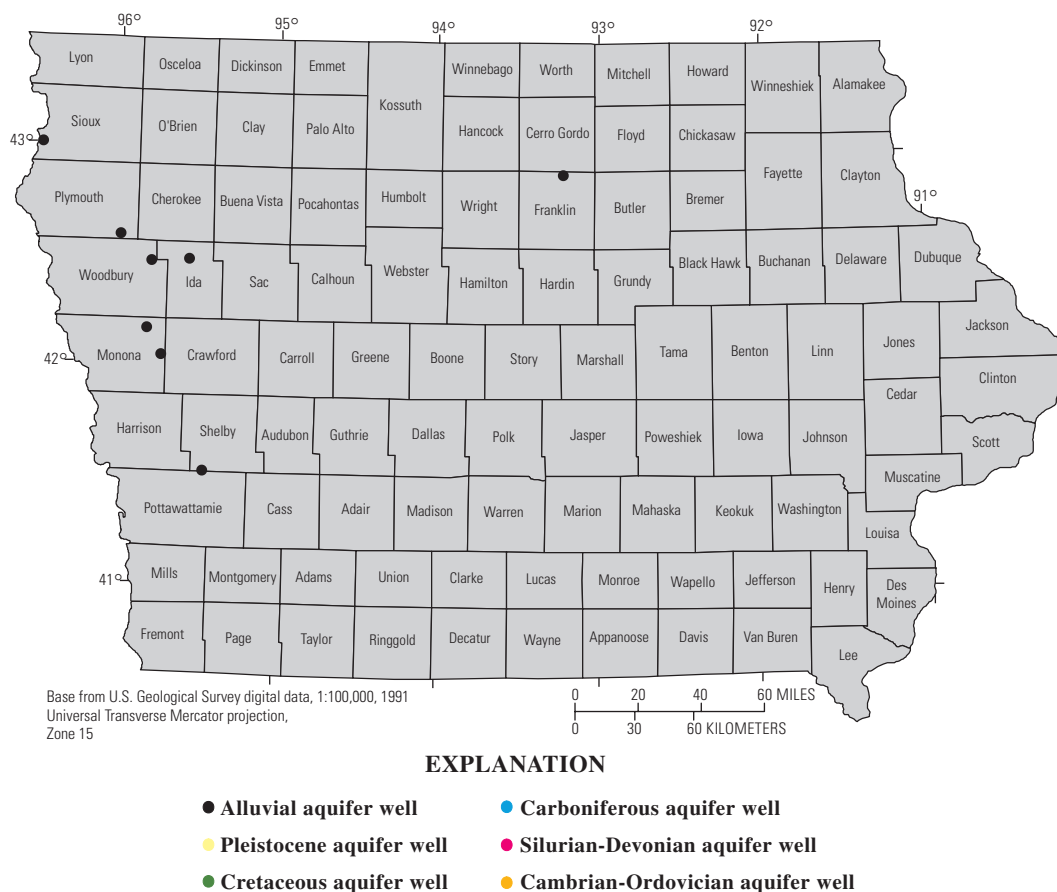 96° 95° 94° 93° 92°
Lyon Osceloa Dickinson Emmet Winnebago Worth Mitchell Howard Winneshiek Alamakee
Kossuth
43° Sioux O'Brien Clay Palo Alto Hancock Cerro Gordo Floyd Chickasaw
Fayette Clayton 91°
Plymouth Cherokee Buena Vista Pocahontas Humbolt Wright Franklin Butler Bremer
Woodbury Ida Sac Calhoun Webster Hamilton Hardin Grundy Black Hawk Buchanan Delaware Dubuque
Jackson
42° Monona Crawford Carroll Greene Boone Story Marshall Tama Benton Linn Jones
Clinton
Cedar
Harrison Shelby Audubon Guthrie Dallas Polk Jasper Poweshiek Iowa Johnson Scott
Muscatine
Pottawattamie Cass Adair Madison Warren Marion Mahaska Keokuk Washington
Louisa
41° Mills Montgomery Adams Union Clarke Lucas Monroe Wapello Jefferson Henry Des
Moines
Fremont Page Taylor Ringgold Decatur Wayne Appanoose Davis Van Buren
Lee
Base from U.S. Geological Survey digital data, 1:100,000, 1991
Universal Transverse Mercator projection,
Zone 15
0 20 40 60 MILES
0 30 60 KILOMETERS
EXPLANATION
Alluvial aquifer well
Pleistocene aquifer well
Cretaceous aquifer well
Carboniferous aquifer well
Silurian-Devonian aquifer well
Cambrian-Ordovician aquifer well